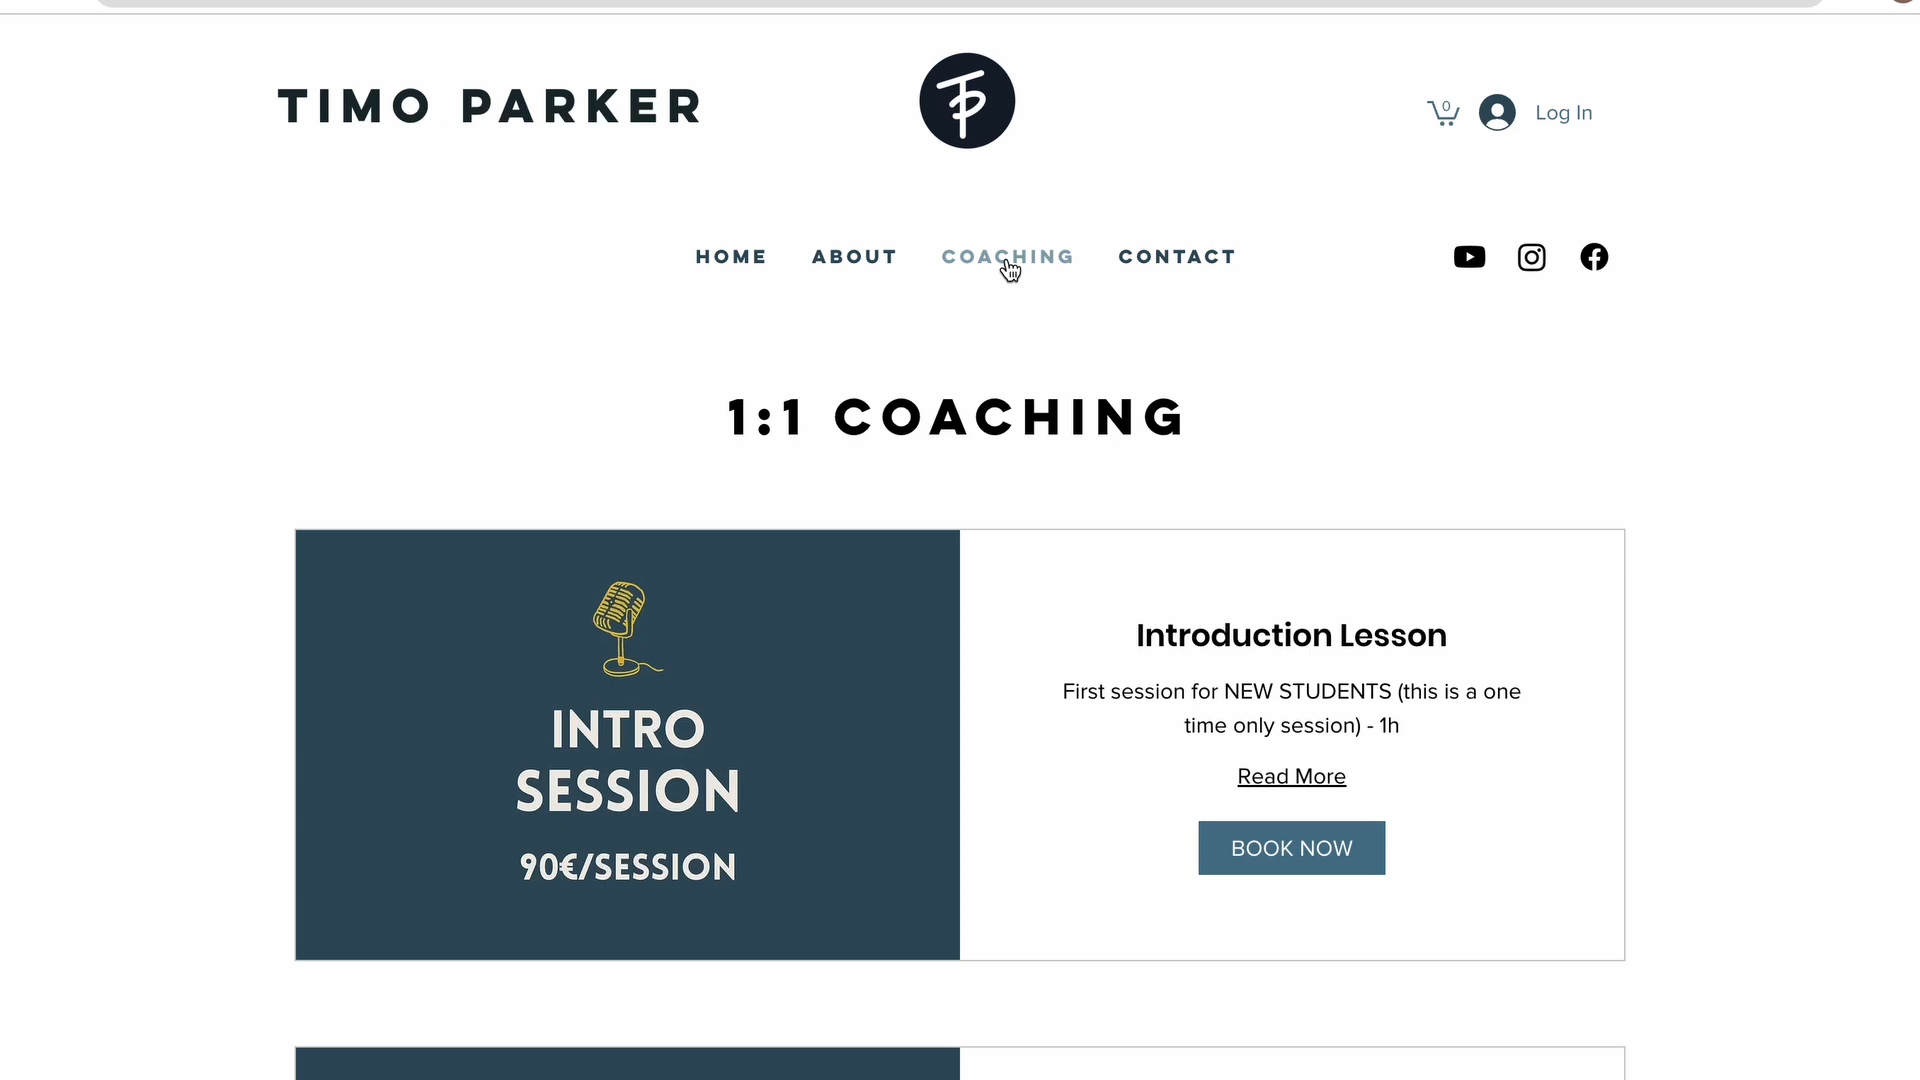 TIMO PARKER
TP
0
Log In
HOME
ABOUT
COACHING
CONTACT
1:1 COACHING
INTRO
SESSION
90€/SESSION
Introduction Lesson
First session for NEW STUDENTS (this is a one
time only session) - 1h
Read More
BOOK NOW